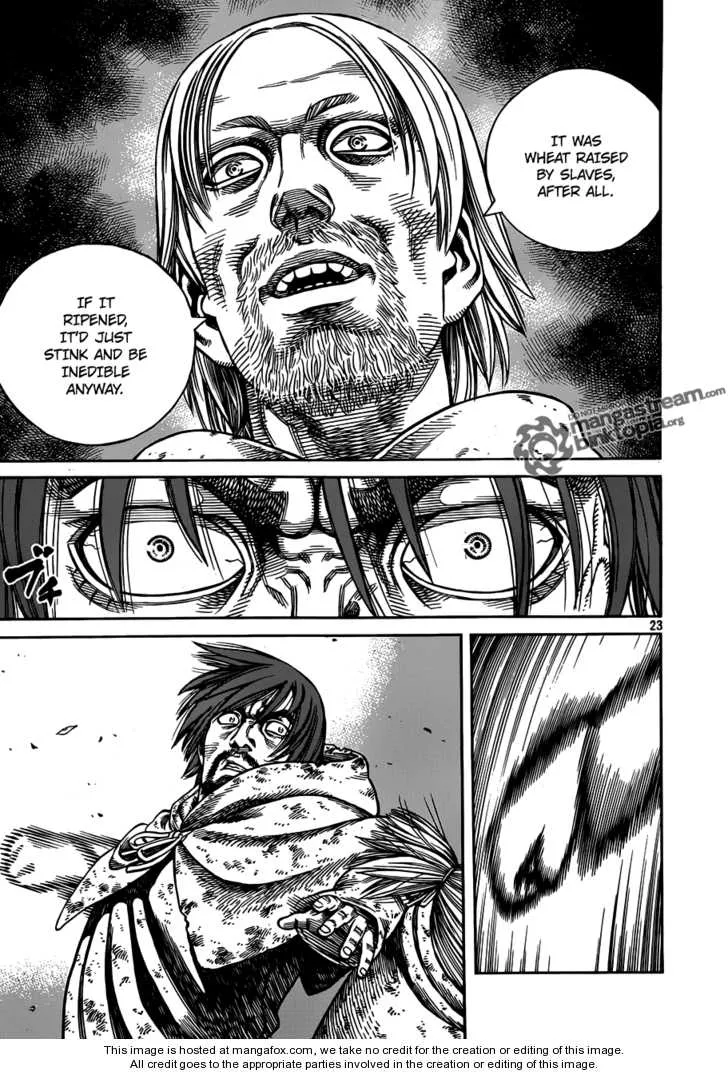 IT WAS
WHEAT RAISED
BY SLAVES,
AFTER ALL.
IF IT
RIPENED,
IT'D JUST
STINK AND BE
INEDIBLE
ANYWAY.
mangastream.com
binktopia.org
ブチ
23
This image is hosted at mangafox.com, we take no credit for the creation or editing of this image.
All credit goes to the appropriate parties involved in the creation or editing of this image.